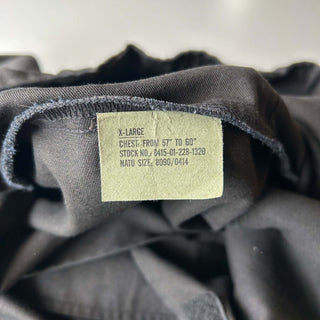 X-LARGE
CHEST: FROM 57" TO 60"
STOCK NO.: 8415-01-228-1320
NATO SIZE: 8090/0414